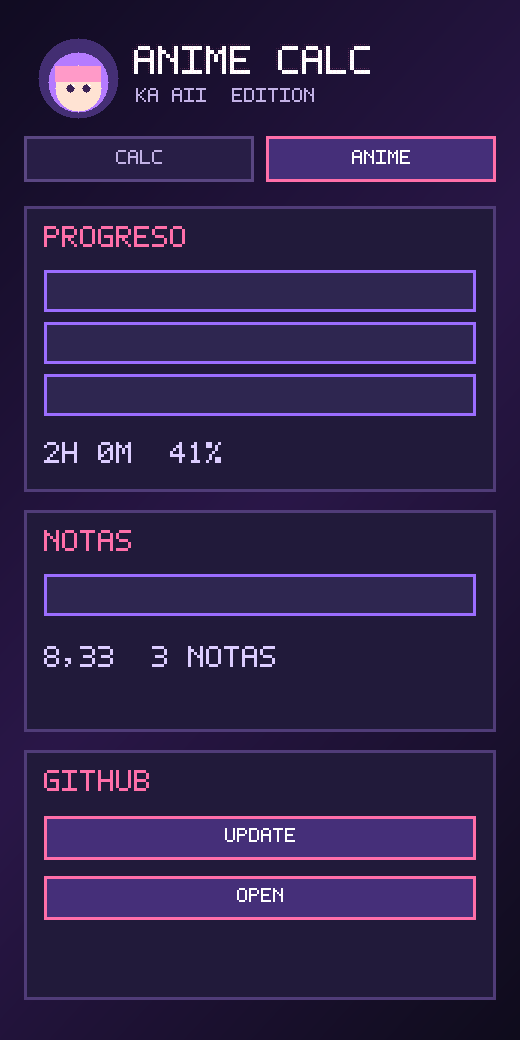 ANIME CALC
KA AII  EDITION
CALC
ANIME
PROGRESO
2H 0M  41%
NOTAS
8,33  3 NOTAS
GITHUB
UPDATE
OPEN